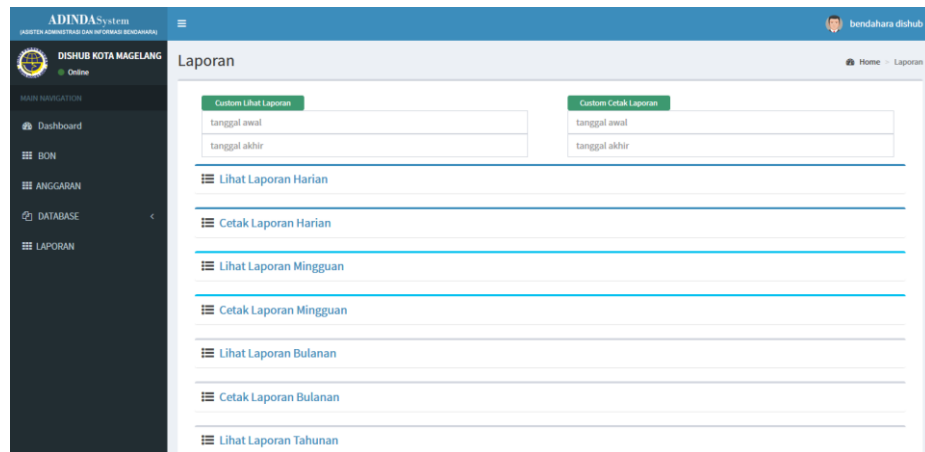 ADINDASystem
(ASISTEN ADMINISTRASI DAN INFORMASI BENDAHARA)
bendahara dishub
DISHUB KOTA MAGELANG
Online
MAIN NAVIGATION
Dashboard
BON
ANGGARAN
DATABASE
LAPORAN
Laporan
Home > Laporan
Custom Lihat Laporan
tanggal awal
tanggal akhir
Custom Cetak Laporan
tanggal awal
tanggal akhir
Lihat Laporan Harian
Cetak Laporan Harian
Lihat Laporan Mingguan
Cetak Laporan Mingguan
Lihat Laporan Bulanan
Cetak Laporan Bulanan
Lihat Laporan Tahunan